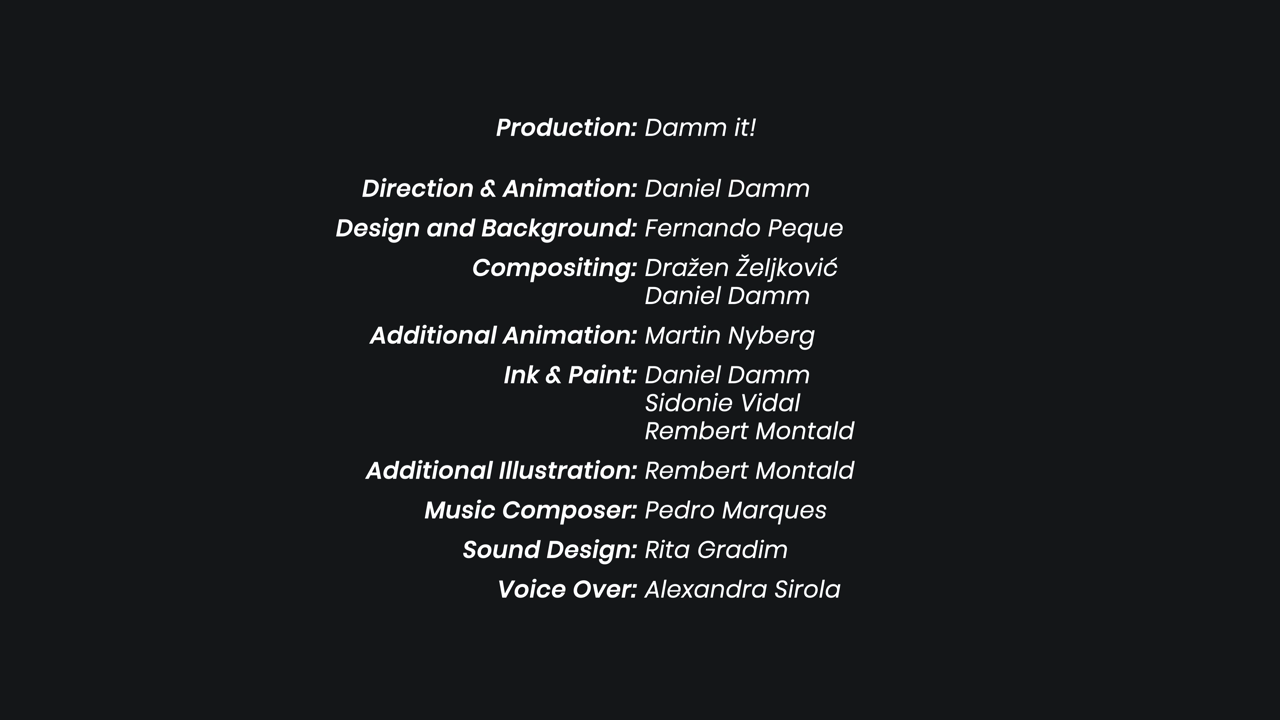 Production: Damm it!
Direction & Animation: Daniel Damm
Design and Background: Fernando Peque
Compositing: Dražen Željković
Daniel Damm
Additional Animation: Martin Nyberg
Ink & Paint: Daniel Damm
Sidonie Vidal
Rembert Montald
Additional Illustration: Rembert Montald
Music Composer: Pedro Marques
Sound Design: Rita Gradim
Voice Over: Alexandra Sirola